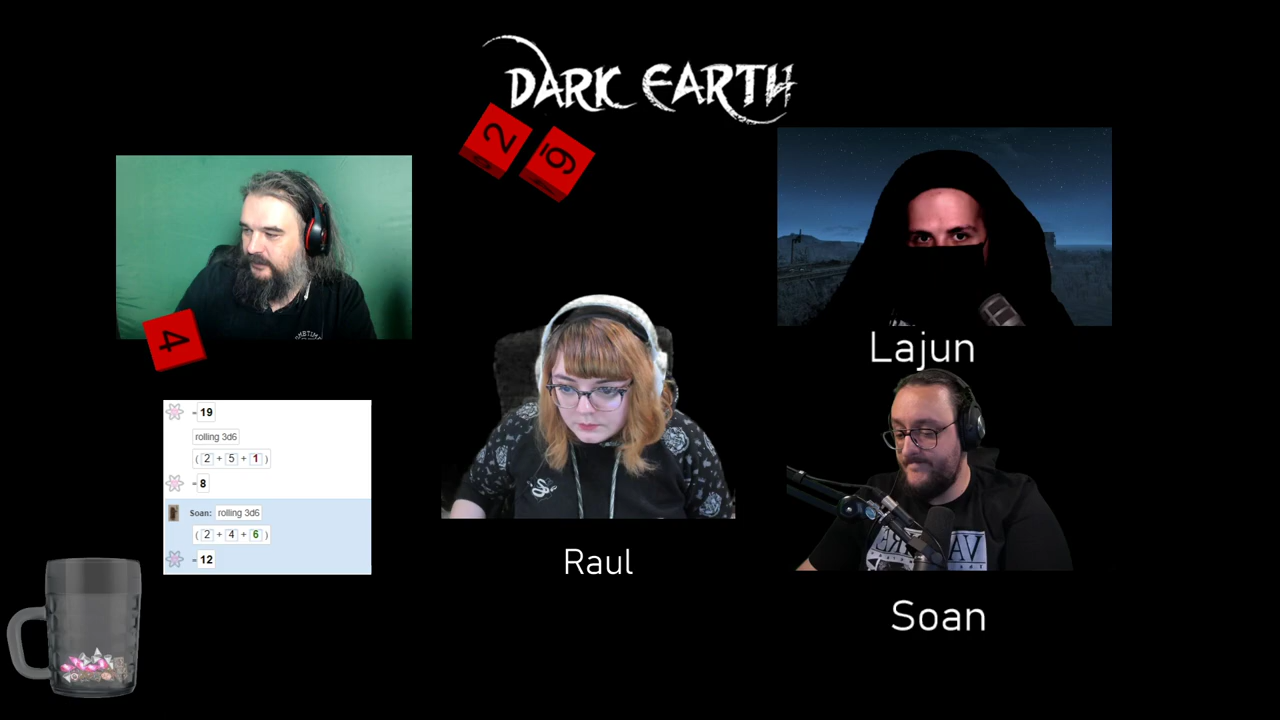 DARK EARTH
2 6
4
Lajun
= 19
rolling 3d6
( 2 + 5 + 1 )
= 8
Soan: rolling 3d6
( 2 + 4 + 6 )
= 12
Raul
Soan